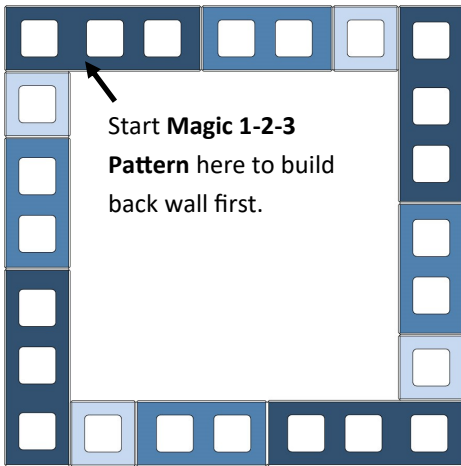 Start Magic 1-2-3
Pattern here to build
back wall first.